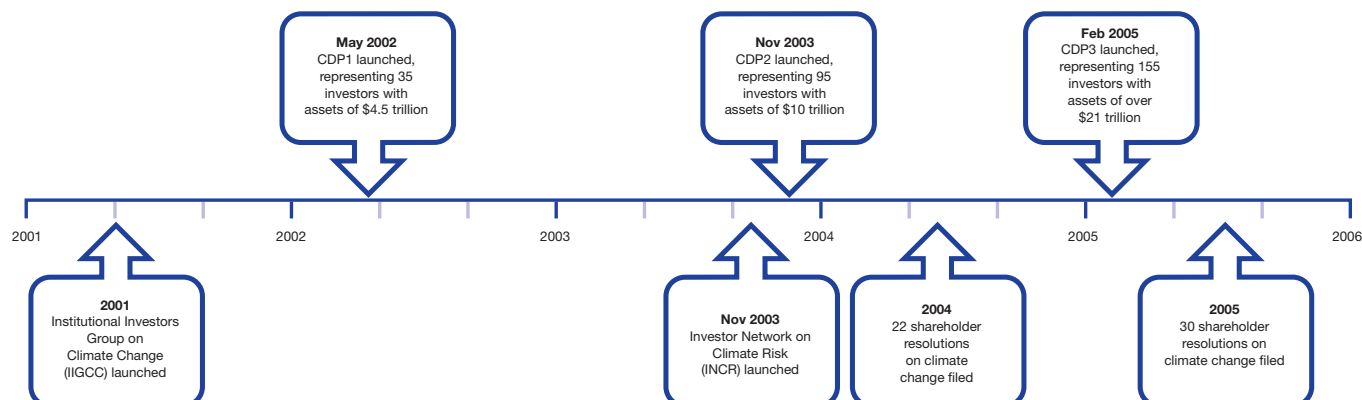 May 2002
CDP1 launched,
representing 35
investors with
assets of $4.5 trillion
Nov 2003
CDP2 launched,
representing 95
investors with
assets of $10 trillion
Feb 2005
CDP3 launched,
representing 155
investors with
assets of over
$21 trillion
2001
2002
2003
2004
2005
2006
2001
Institutional Investors
Group on
Climate Change
(IIGCC) launched
Nov 2003
Investor Network on
Climate Risk
(INCR) launched
2004
22 shareholder
resolutions
on climate
change filed
2005
30 shareholder
resolutions on
climate change filed